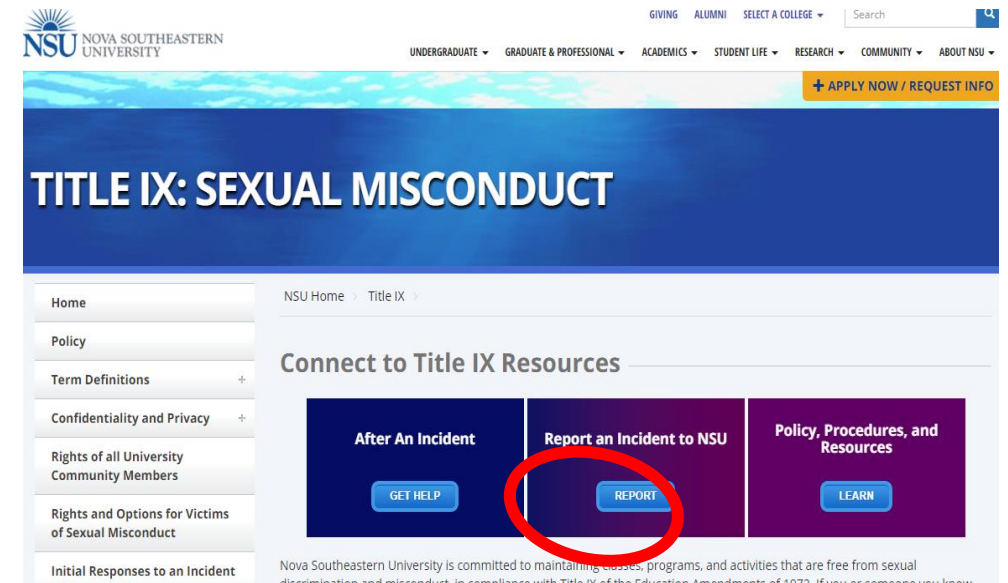 GIVING ALUMNI SELECT A COLLEGE Search
NSU NOVA SOUTHEASTERN
UNIVERSITY
UNDERGRADUATE GRADUATE & PROFESSIONAL ACADEMICS STUDENT LIFE RESEARCH COMMUNITY ABOUT NSU
+ APPLY NOW / REQUEST INFO
TITLE IX: SEXUAL MISCONDUCT
Home
Policy
Term Definitions +
Confidentiality and Privacy +
Rights of all University
Community Members
Rights and Options for Victims
of Sexual Misconduct
Initial Responses to an Incident
NSU Home > Title IX >
Connect to Title IX Resources
After An Incident
GET HELP
Report an Incident to NSU
REPORT
Policy, Procedures, and
Resources
LEARN
Nova Southeastern University is committed to maintaining classes, programs, and activities that are free from sexual
discrimination and misconduct, in compliance with Title IX of the Education Amendments of 1972. If you or someone you know